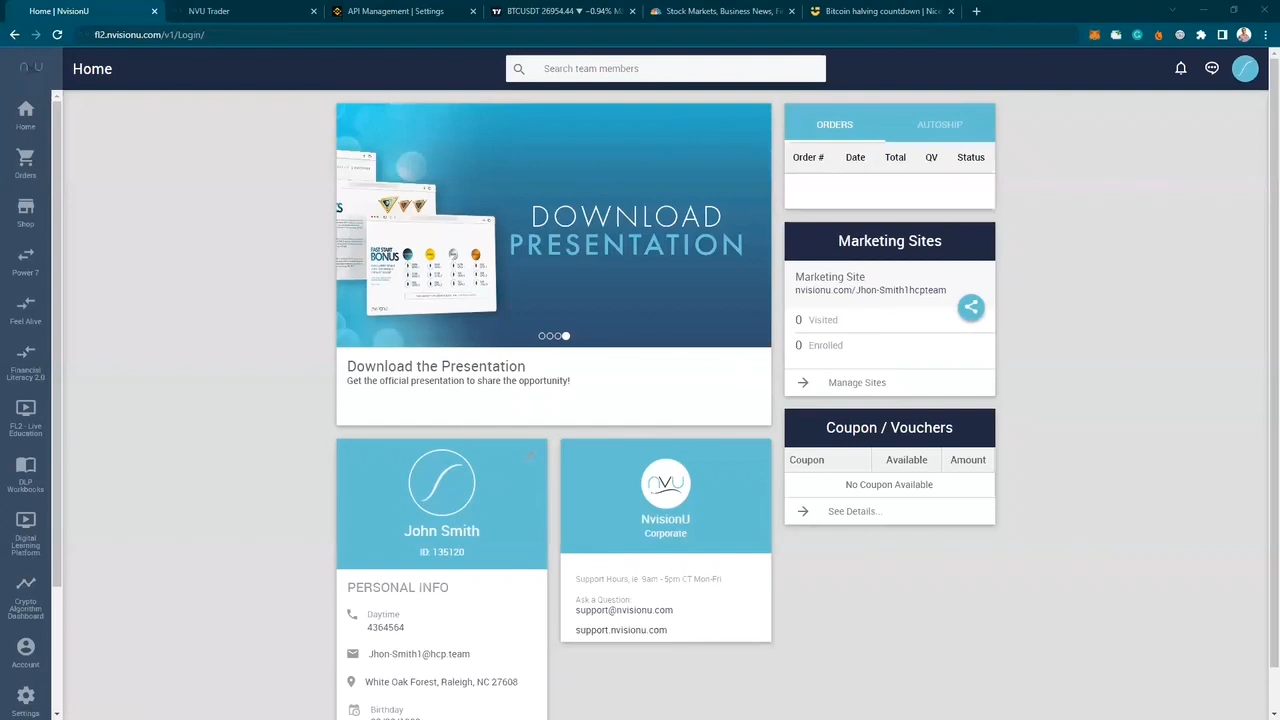 Home | NvisionU
NVU Trader
API Management | Settings
BTCUSDT 26954.44 ▼ −0.94% M
Stock Markets, Business News, F
Bitcoin halving countdown | Nice
fl2.nvisionu.com/v1/Login/
Home
Search team members
Home
Orders
Shop
Power 7
Feel Alive
Financial
Literacy 2.0
FL2 - Live
Education
DLP
Workbooks
Digital
Learning
Platform
Crypto
Algorithm
Dashboard
Account
Settings
DOWNLOAD
PRESENTATION
FAST START
BONUS
Download the Presentation
Get the official presentation to share the opportunity!
ORDERS
AUTOSHIP
Order # Date Total QV Status
Marketing Sites
Marketing Site
nvisionu.com/Jhon-Smith1hcpteam
0 Visited
0 Enrolled
Manage Sites
Coupon / Vouchers
Coupon Available Amount
No Coupon Available
See Details...
John Smith
ID: 135120
PERSONAL INFO
Daytime
4364564
Jhon-Smith1@hcp.team
White Oak Forest, Raleigh, NC 27608
Birthday
nvu
NvisionU
Corporate
Support Hours, ie. 9am - 5pm CT Mon-Fri
Ask a Question:
support@nvisionu.com
support.nvisionu.com